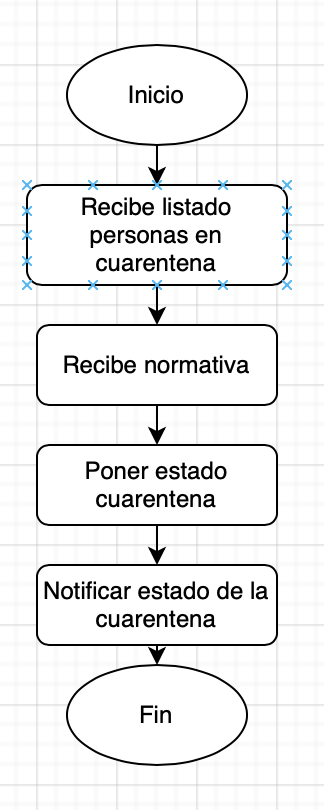 Inicio
Recibe listado
personas en
cuarentena
Recibe normativa
Poner estado
cuarentena
Notificar estado de la
cuarentena
Fin